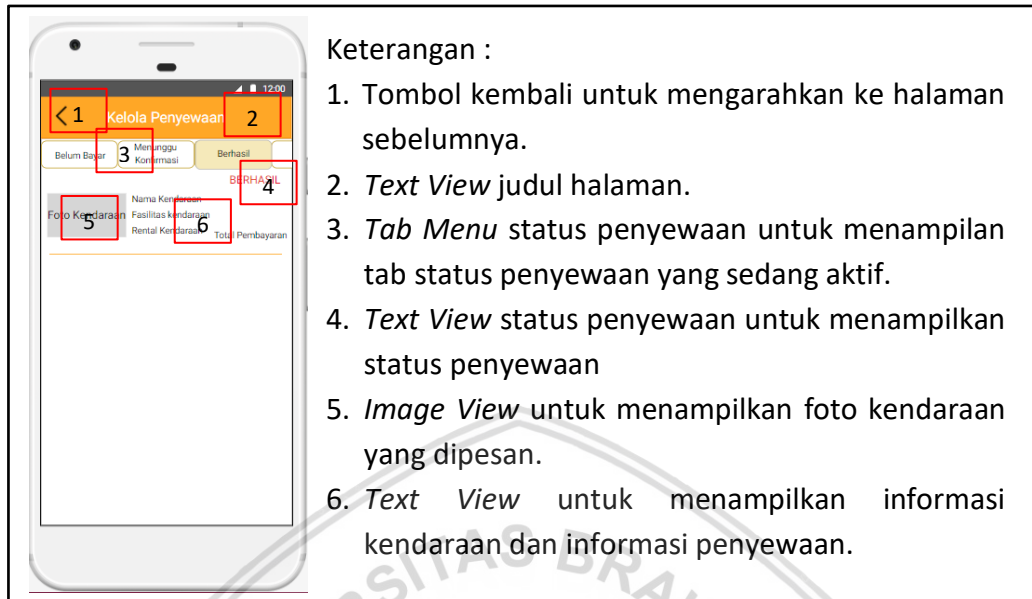 12:00
1 Kelola Penyewaan 2
Belum Bayar 3 Menunggu Konfirmasi Berhasil
BERHASIL
4
Nama Kendaraan
Foto Kendaraan Fasilitas kendaraan
5 Rental Kendaraan 6 Total Pembayaran
Keterangan :
1. Tombol kembali untuk mengarahkan ke halaman
sebelumnya.
2. Text View judul halaman.
3. Tab Menu status penyewaan untuk menampilan
tab status penyewaan yang sedang aktif.
4. Text View status penyewaan untuk menampilkan
status penyewaan
5. Image View untuk menampilkan foto kendaraan
yang dipesan.
6. Text View untuk menampilkan informasi
kendaraan dan informasi penyewaan.
SITAS BRA